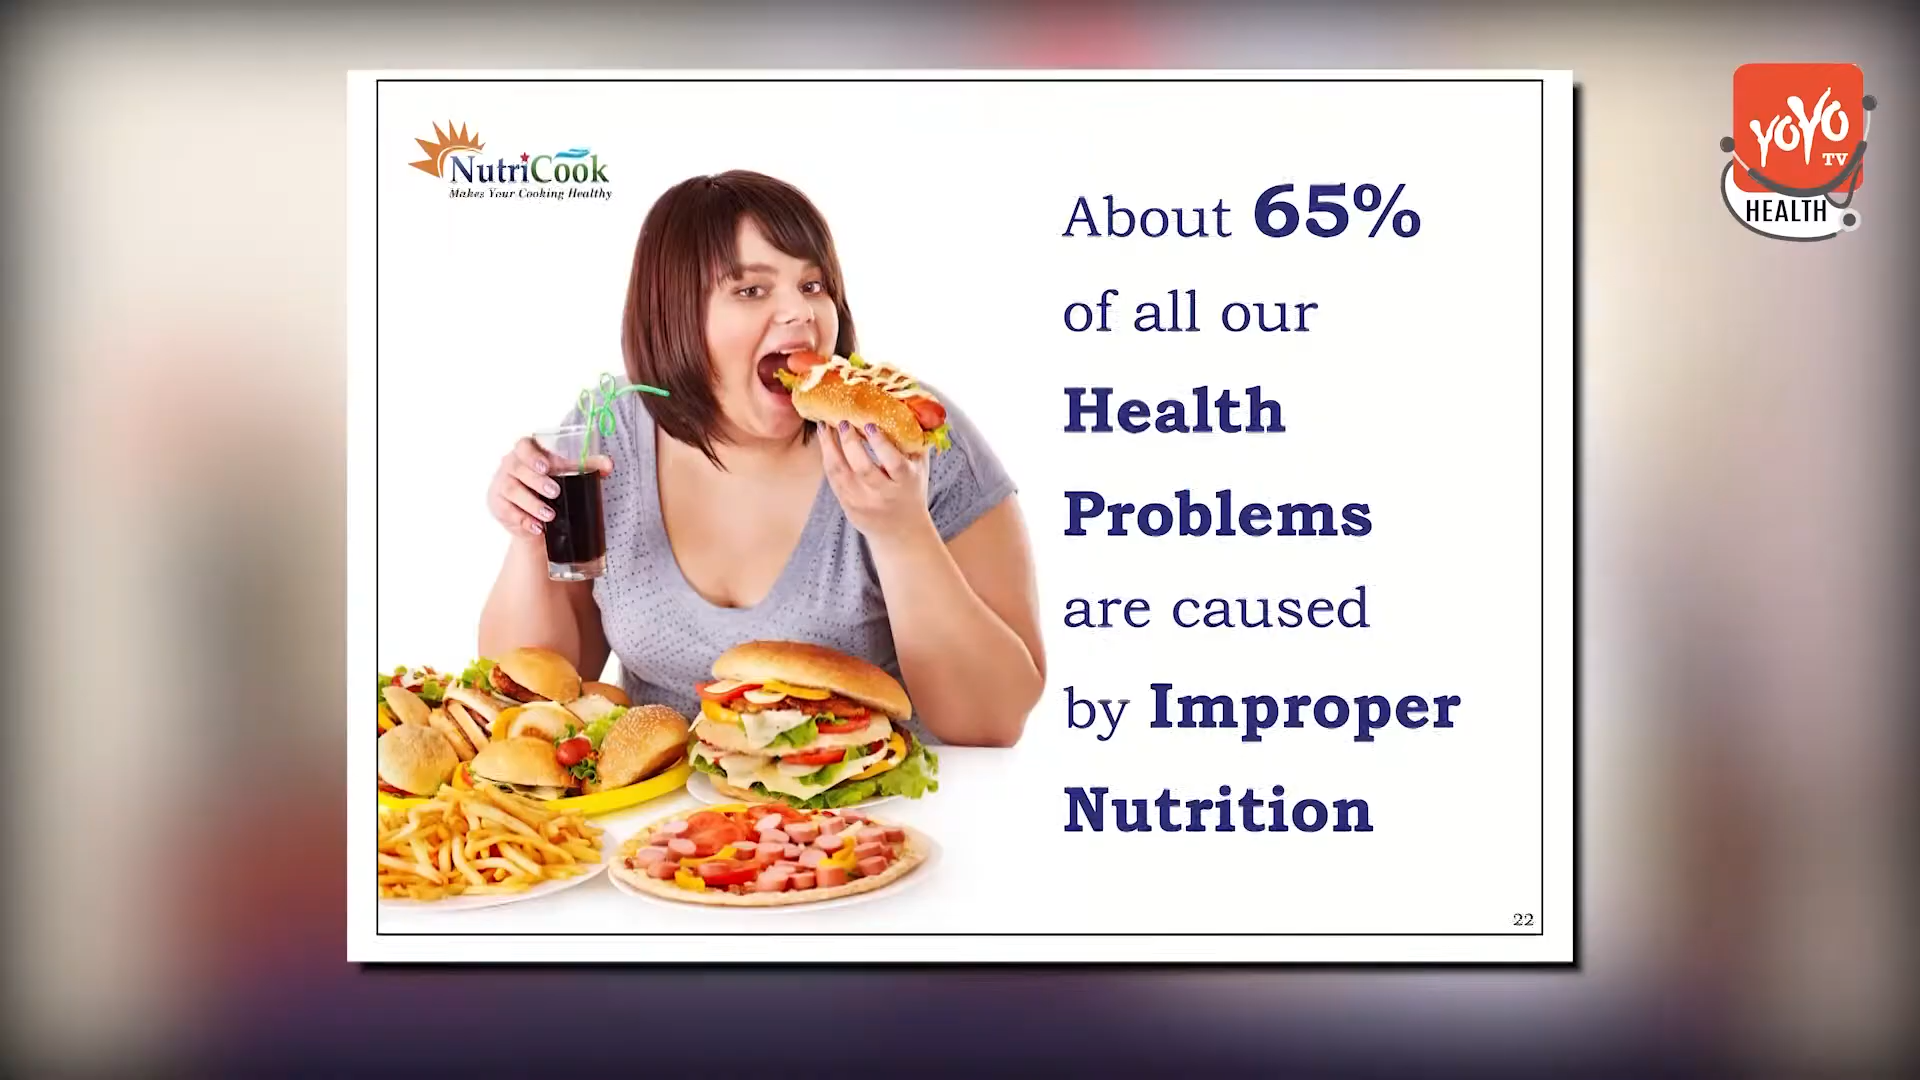 NutriCook
Makes Your Cooking Healthy
About 65%
of all our
Health
Problems
are caused
by Improper
Nutrition
22
YOYO
TV
HEALTH